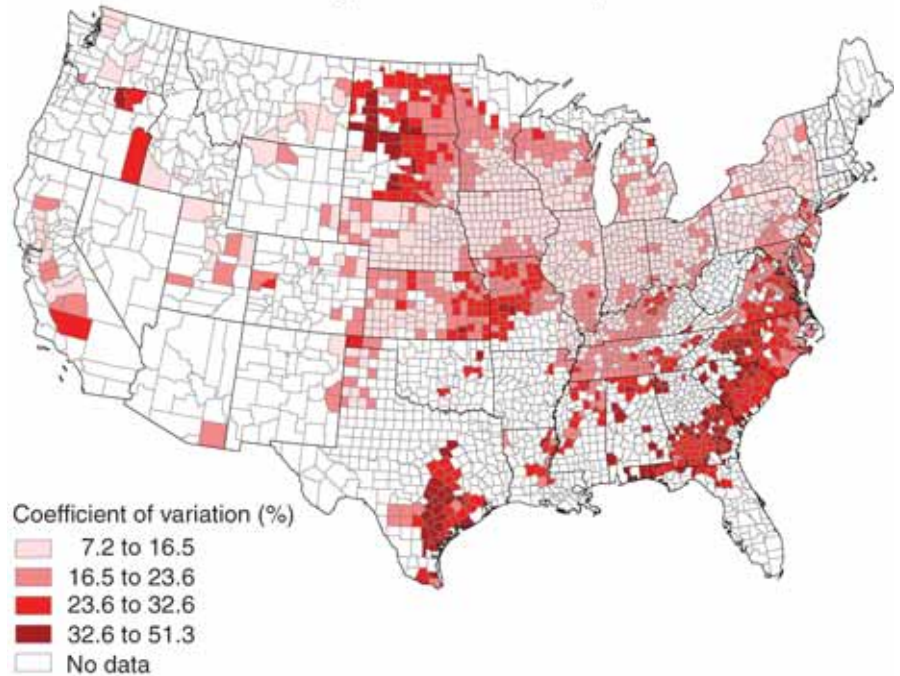 Coefficient of variation (%)
7.2 to 16.5
16.5 to 23.6
23.6 to 32.6
32.6 to 51.3
No data